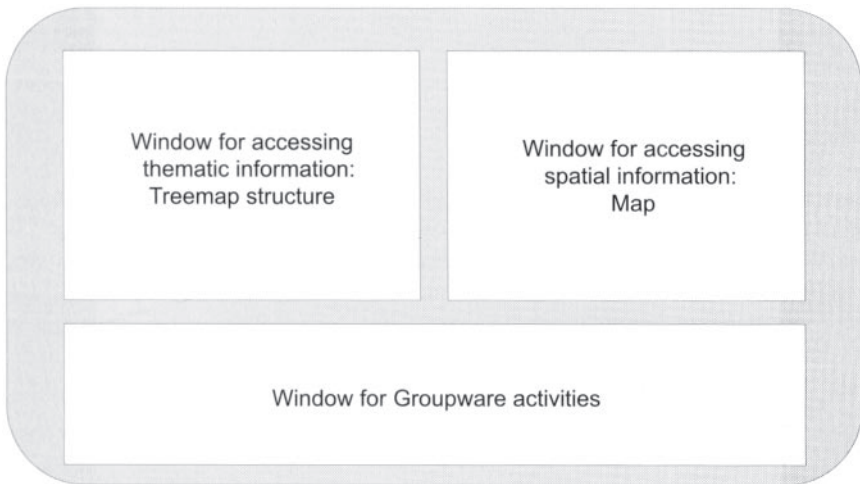 Window for accessing
thematic information:
Treemap structure
Window for accessing
spatial information:
Map
Window for Groupware activities